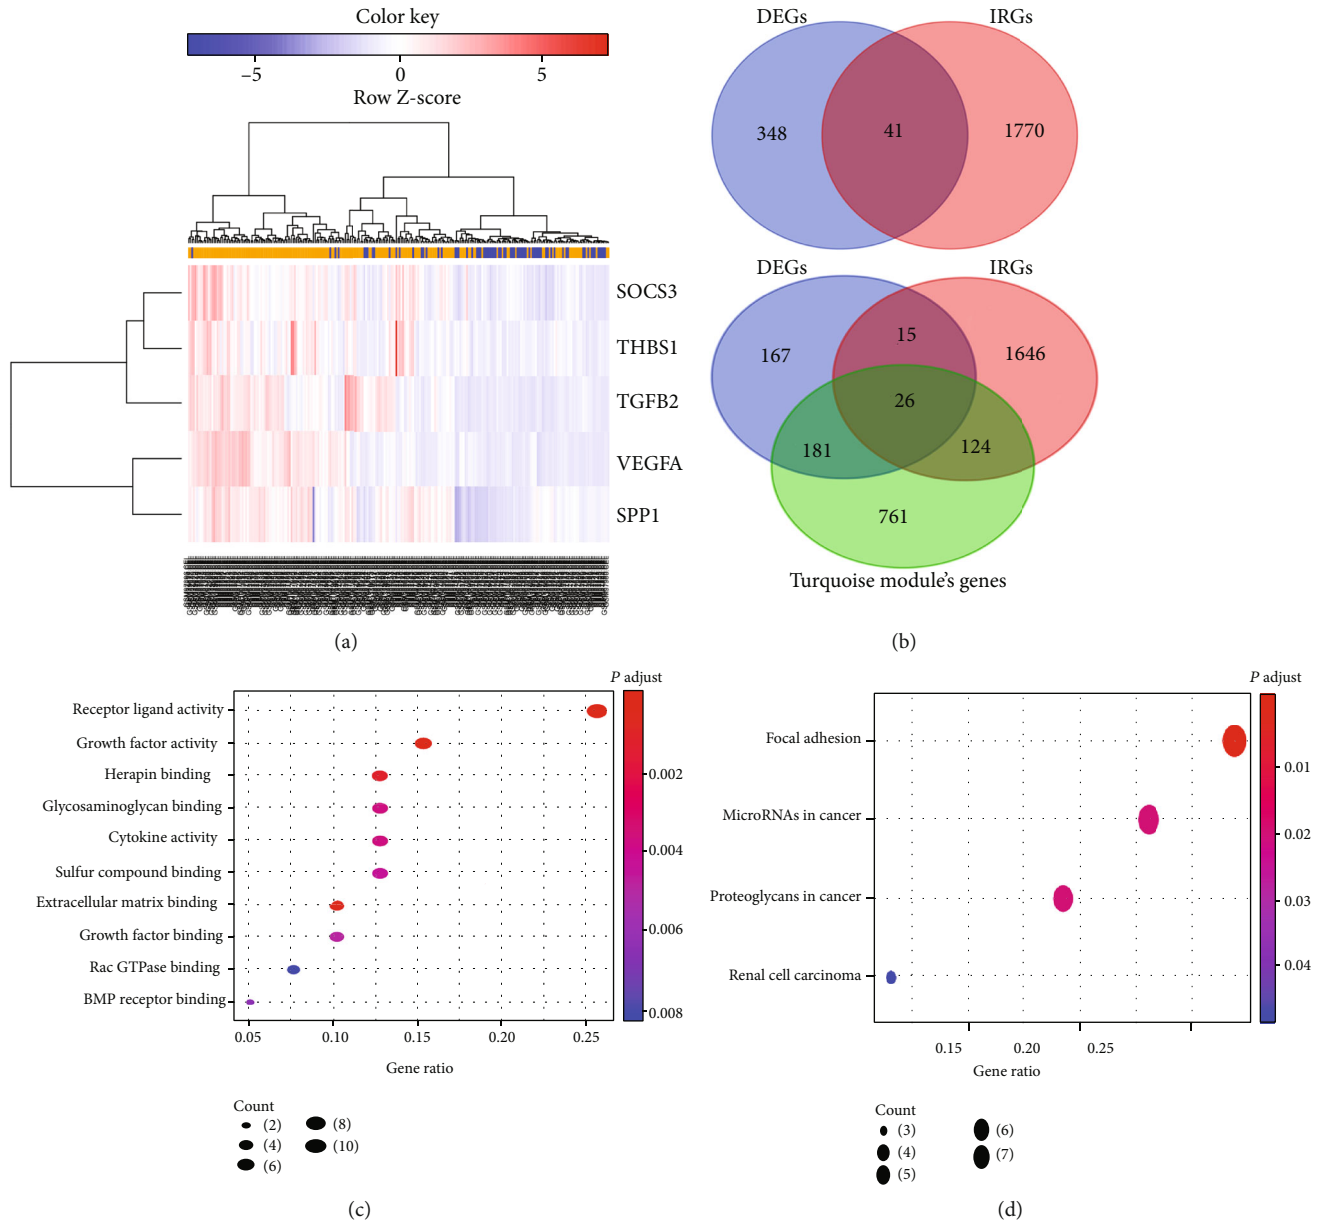 Color key
−5
0
5
Row Z-score
SOCS3
THBS1
TGFB2
VEGFA
SPP1
(a)
DEGs
IRGs
348
41
1770
DEGs
IRGs
15
167
1646
26
181
124
761
Turquoise module's genes
(b)
P adjust
Receptor ligand activity
Growth factor activity
Herapin binding
Glycosaminoglycan binding
Cytokine activity
Sulfur compound binding
Extracellular matrix binding
Growth factor binding
Rac GTPase binding
BMP receptor binding
0.002
0.004
0.006
0.008
0.05
0.10
0.15
0.20
0.25
Gene ratio
Count
(2)
(4)
(6)
(8)
(10)
(c)
P adjust
Focal adhesion
MicroRNAs in cancer
Proteoglycans in cancer
Renal cell carcinoma
0.01
0.02
0.03
0.04
0.15
0.20
0.25
Gene ratio
Count
(3)
(4)
(5)
(6)
(7)
(d)